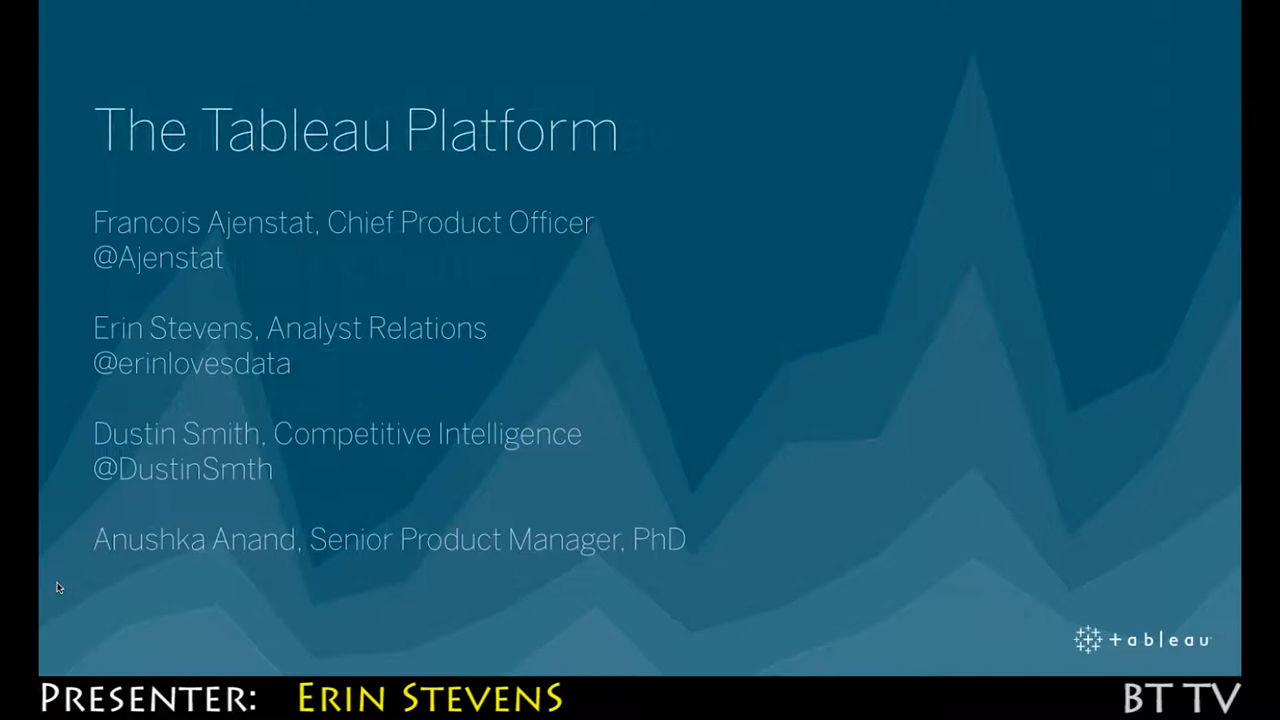 The Tableau Platform
Francois Ajenstat, Chief Product Officer
@Ajenstat
Erin Stevens, Analyst Relations
@erinlovesdata
Dustin Smith, Competitive Intelligence
@DustinSmth
Anushka Anand, Senior Product Manager, PhD
+ableau
PRESENTER: ERIN STEVENS
BT TV